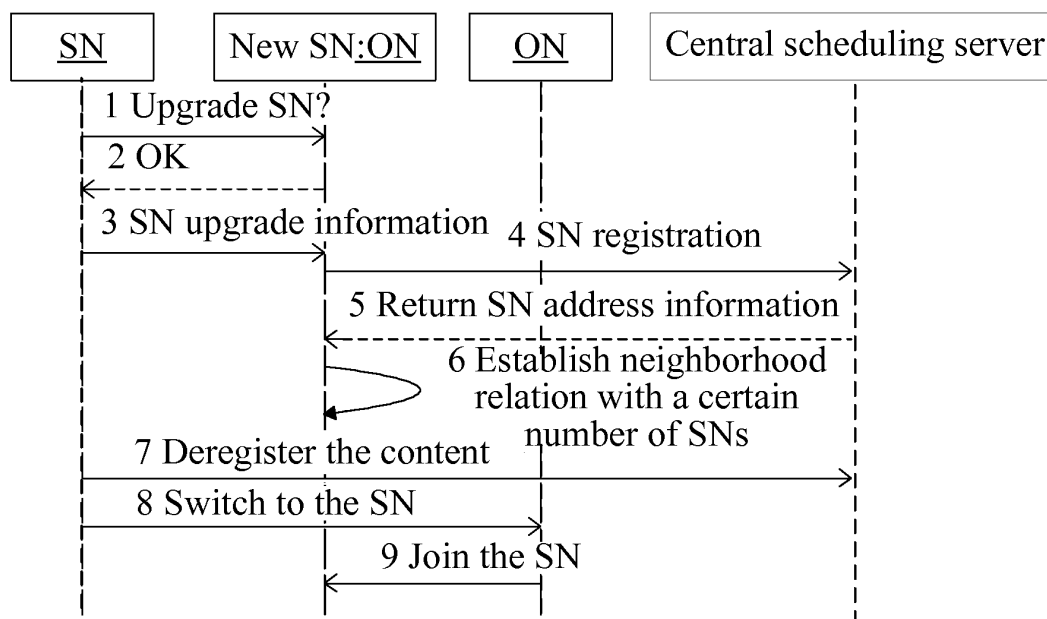 SN
New SN:ON
ON
Central scheduling server
1 Upgrade SN?
2 OK
3 SN upgrade information
4 SN registration
5 Return SN address information
6 Establish neighborhood
relation with a certain
number of SNs
7 Deregister the content
8 Switch to the SN
9 Join the SN